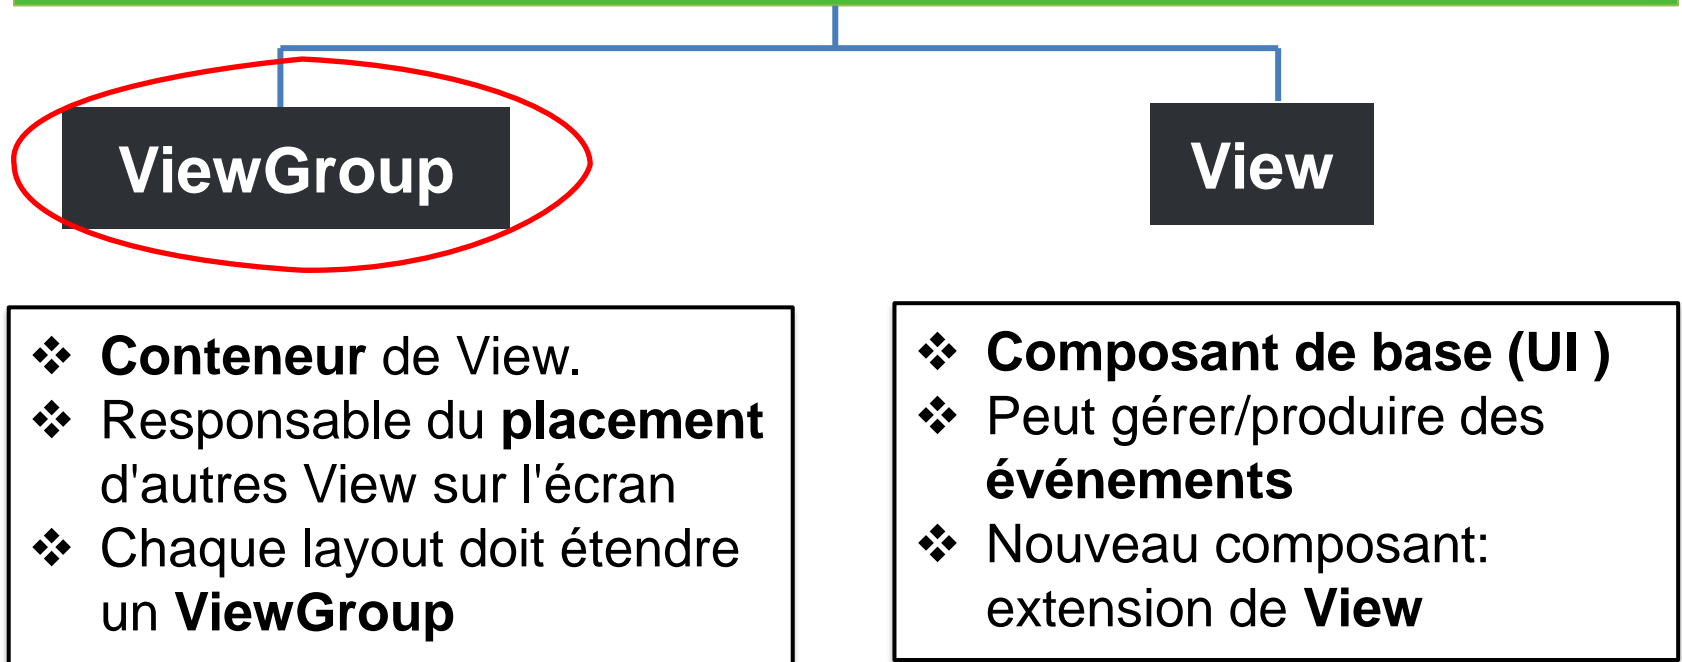 ViewGroup
View
❖ Conteneur de View.
❖ Responsable du placement
d'autres View sur l'écran
❖ Chaque layout doit étendre
un ViewGroup
❖ Composant de base (UI )
❖ Peut gérer/produire des
événements
❖ Nouveau composant:
extension de View